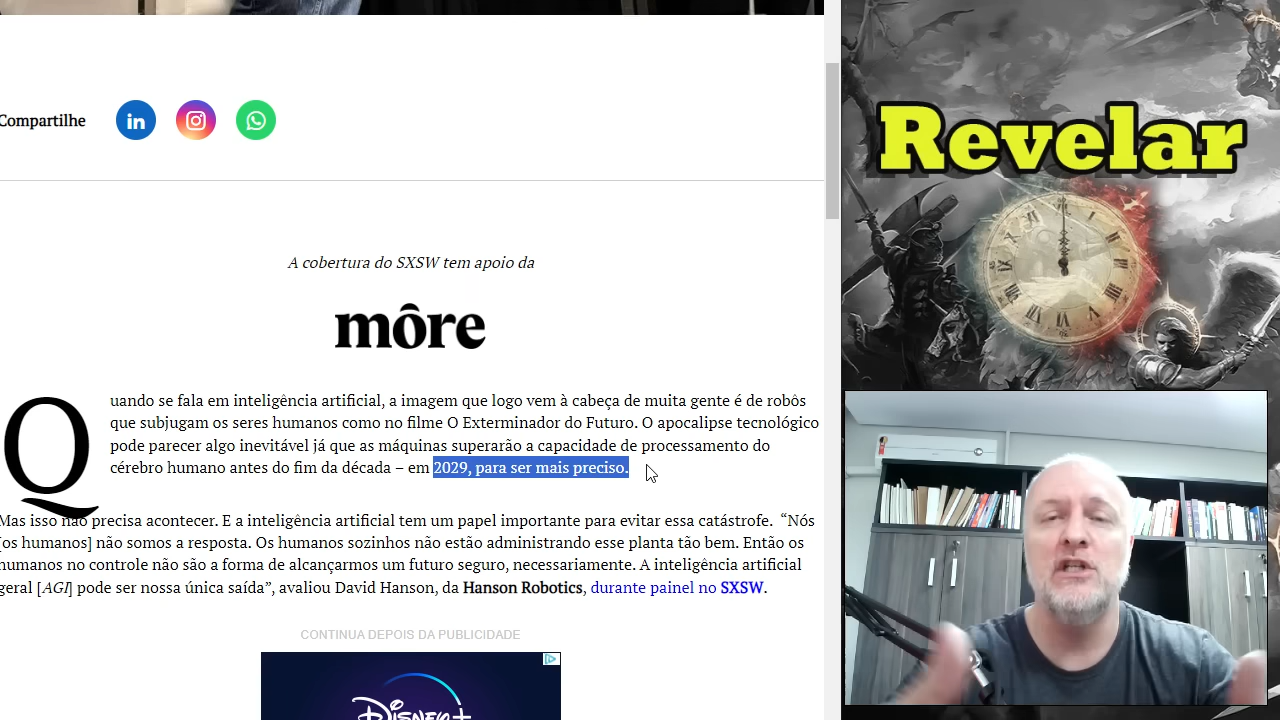 Compartilhe
in
Revelar
A cobertura do SXSW tem apoio da
môre
Quando se fala em inteligência artificial, a imagem que logo vem à cabeça de muita gente é de robôs
que subjugam os seres humanos como no filme O Exterminador do Futuro. O apocalipse tecnológico
pode parecer algo inevitável já que as máquinas superarão a capacidade de processamento do
cérebro humano antes do fim da década – em 2029, para ser mais preciso.
Mas isso não precisa acontecer. E a inteligência artificial tem um papel importante para evitar essa catástrofe. “Nós
[os humanos] não somos a resposta. Os humanos sozinhos não estão administrando esse planta tão bem. Então os
humanos no controle não são a forma de alcançarmos um futuro seguro, necessariamente. A inteligência artificial
geral [AGI] pode ser nossa única saída”, avaliou David Hanson, da Hanson Robotics, durante painel no SXSW.
CONTINUA DEPOIS DA PUBLICIDADE
Disney+